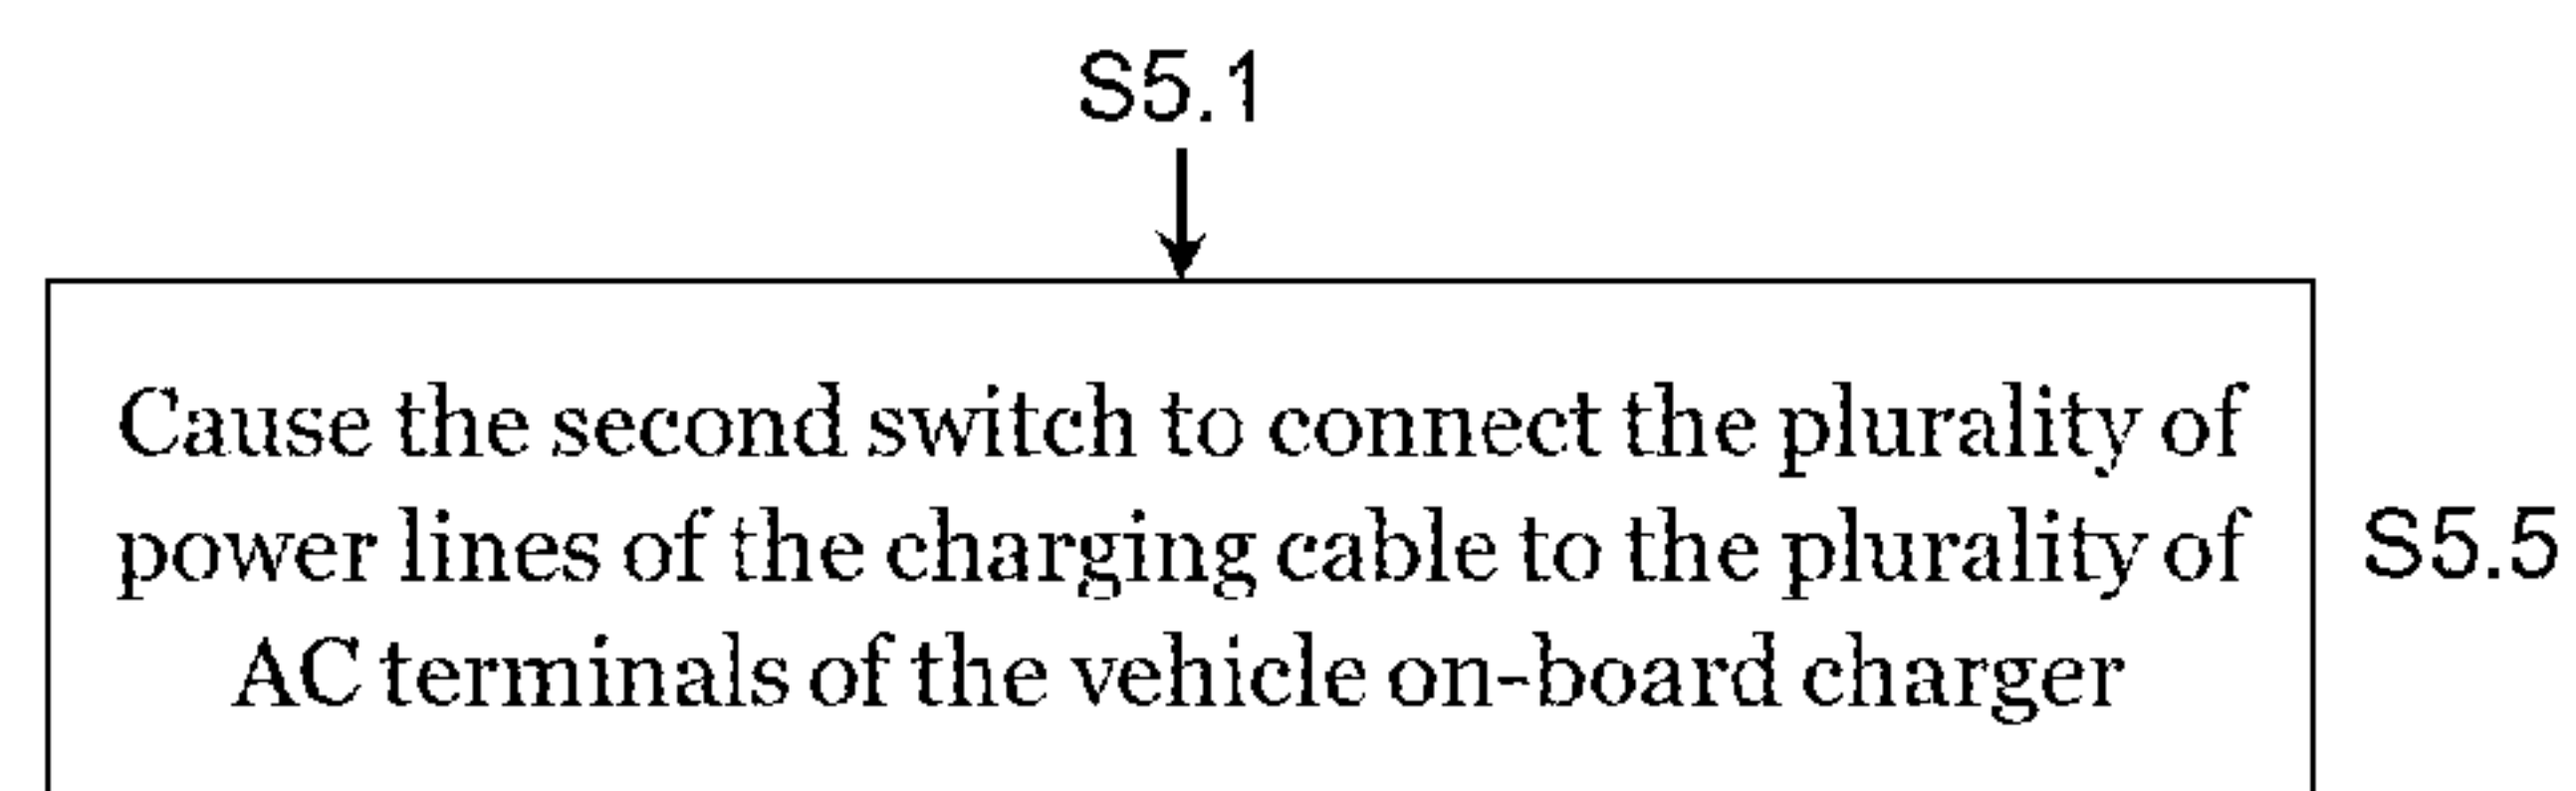 S5.1
Cause the second switch to connect the plurality of
power lines of the charging cable to the plurality of
AC terminals of the vehicle on-board charger
S5.5